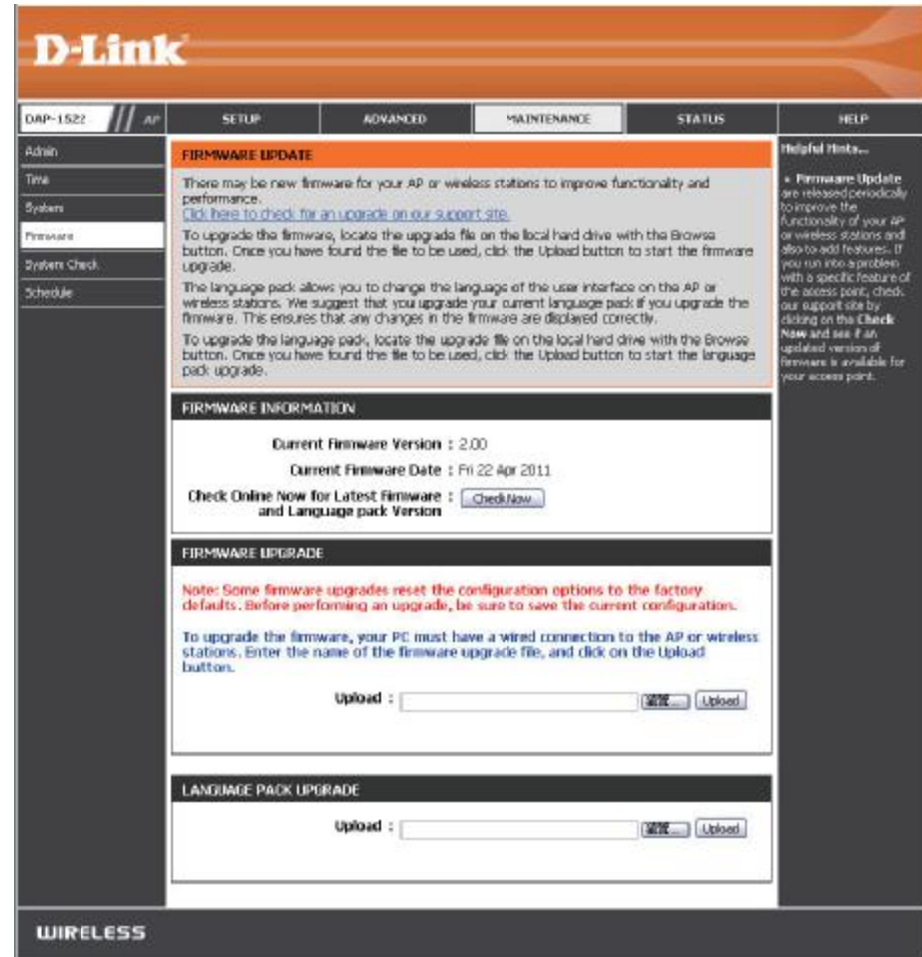 D-Link
DAP-1522 // AP
SETUP
ADVANCED
MAINTENANCE
STATUS
HELP
Admin
Time
System
Firmware
System Check
Schedule
FIRMWARE UPDATE
There may be new firmware for your AP or wireless stations to improve functionality and
performance.
Click here to check for an upgrade on our support site.
To upgrade the firmware, locate the upgrade file on the local hard drive with the Browse
button. Once you have found the file to be used, click the Upload button to start the firmware
upgrade.
The language pack allows you to change the language of the user interface on the AP or
wireless stations. We suggest that you upgrade your current language pack if you upgrade the
firmware. This ensures that any changes in the firmware are displayed correctly.
To upgrade the language pack, locate the upgrade file on the local hard drive with the Browse
button. Once you have found the file to be used, click the Upload button to start the language
pack upgrade.
FIRMWARE INFORMATION
Current Firmware Version : 2.00
Current Firmware Date : Fri 22 Apr 2011
Check Online Now for Latest Firmware : Check Now
and Language pack Version
FIRMWARE UPGRADE
Note: Some firmware upgrades reset the configuration options to the factory
defaults. Before performing an upgrade, be sure to save the current configuration.
To upgrade the firmware, your PC must have a wired connection to the AP or wireless
stations. Enter the name of the firmware upgrade file, and click on the Upload
button.
Upload : Upload
LANGUAGE PACK UPGRADE
Upload : Upload
Helpful Hints...
• Firmware Update
are released periodically
to improve the
functionality of your AP
or wireless stations and
also to add features. If
you run into a problem
with a specific feature of
the access point, check
our support site by
clicking on the Check
Now and see if an
updated version of
firmware is available for
your access point.
WIRELESS